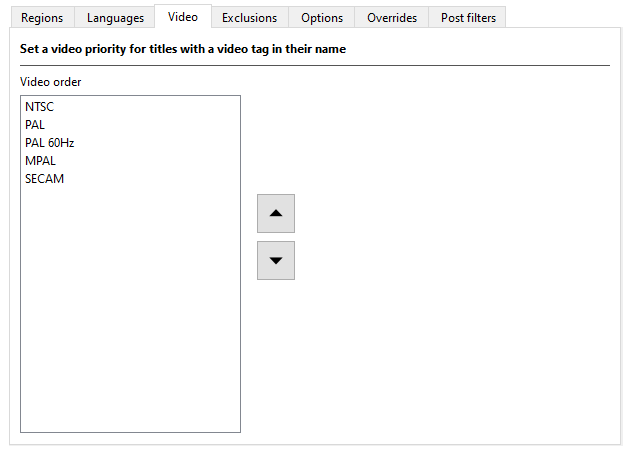 Regions Languages Video Exclusions Options Overrides Post filters
Set a video priority for titles with a video tag in their name
Video order
NTSC
PAL
PAL 60Hz
MPAL
SECAM